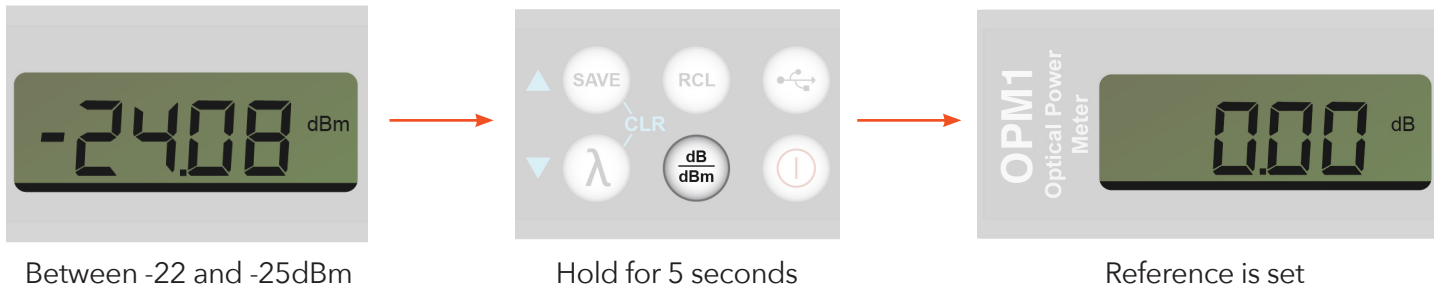 -24.08 dBm
SAVE RCL
CLR
λ dB/dBm
OPM1
Optical Power
Meter
0.00 dB
Between -22 and -25dBm
Hold for 5 seconds
Reference is set